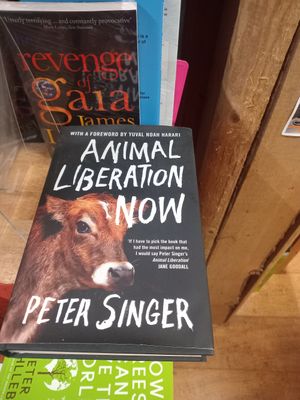 revenge
of
gaia
James
WITH A FOREWORD BY YUVAL NOAH HARARI
ANIMAL
LIBERATION
NOW
'If I have to pick the book that
had the most impact on me,
I would say Peter Singer's
Animal Liberation'
JANE GOODALL
PETER SINGER